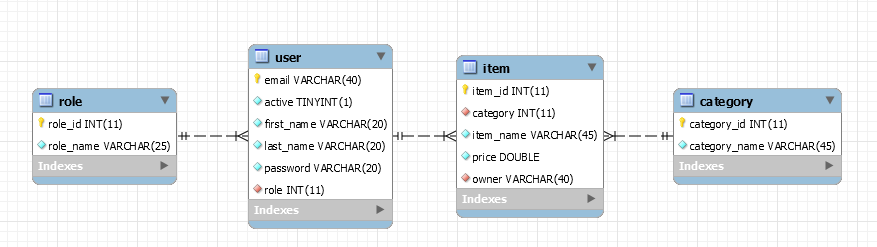 role
role_id INT(11)
role_name VARCHAR(25)
Indexes
user
email VARCHAR(40)
active TINYINT(1)
first_name VARCHAR(20)
last_name VARCHAR(20)
password VARCHAR(20)
role INT(11)
Indexes
item
item_id INT(11)
category INT(11)
item_name VARCHAR(45)
price DOUBLE
owner VARCHAR(40)
Indexes
category
category_id INT(11)
category_name VARCHAR(45)
Indexes